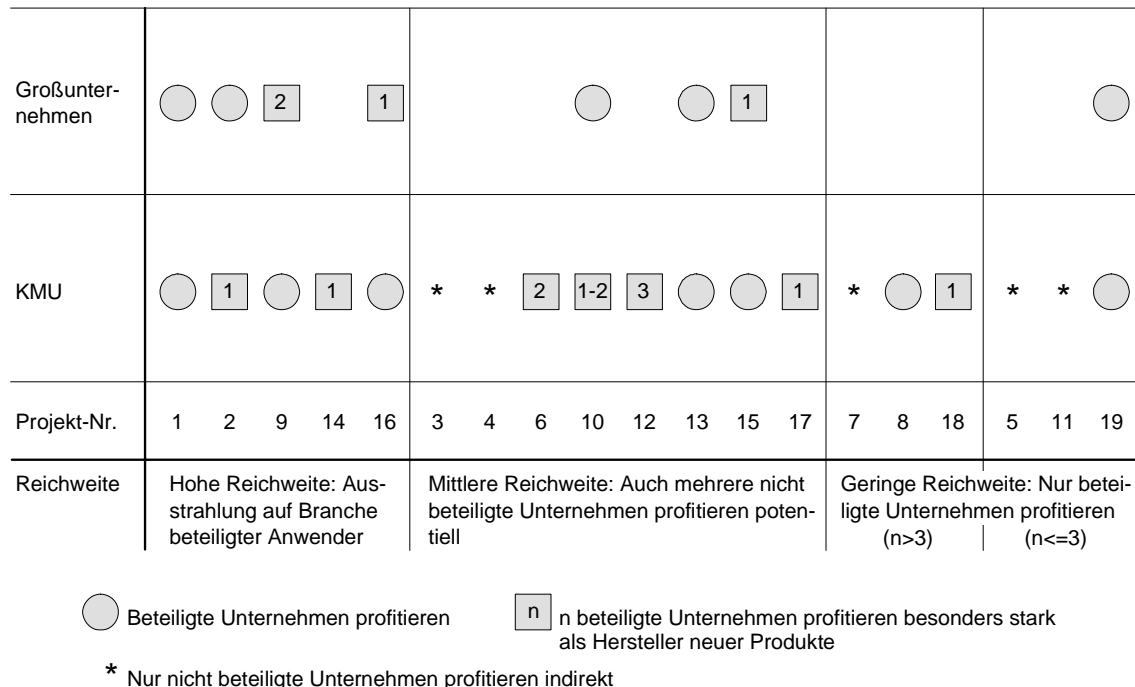 Großunter-
nehmen
2 1 1
KMU
1 1 * * 2 1-2 3 1 * 1 * *
Projekt-Nr. 1 2 9 14 16 3 4 6 10 12 13 15 17 7 8 18 5 11 19
Reichweite
Hohe Reichweite: Aus-
strahlung auf Branche
beteiligter Anwender
Mittlere Reichweite: Auch mehrere nicht
beteiligte Unternehmen profitieren poten-
tiell
Geringe Reichweite: Nur betei-
ligte Unternehmen profitieren
(n>3) (n<=3)
Beteiligte Unternehmen profitieren
n n beteiligte Unternehmen profitieren besonders stark
als Hersteller neuer Produkte
* Nur nicht beteiligte Unternehmen profitieren indirekt